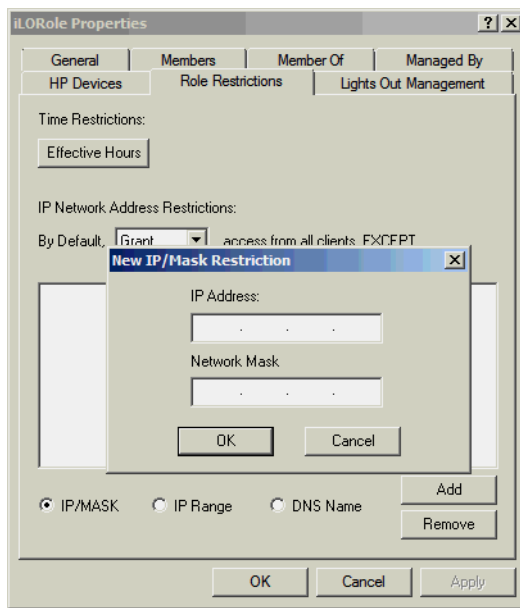 iLORole Properties
General Members Member Of Managed By
HP Devices Role Restrictions Lights Out Management
Time Restrictions:
Effective Hours
IP Network Address Restrictions:
By Default, Grant access from all clients EXCEPT
New IP/Mask Restriction
IP Address:
. . .
Network Mask
. . .
OK Cancel
IP/MASK IP Range DNS Name
Add
Remove
OK Cancel Apply